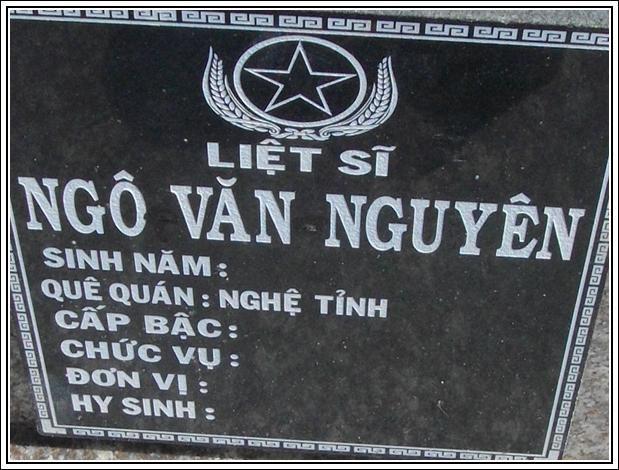 LIỆT SĨ
NGÔ VĂN NGUYÊN
SINH NĂM :
QUÊ QUÁN : NGHỆ TỈNH
CẤP BẬC :
CHỨC VỤ :
ĐƠN VỊ :
HY SINH :